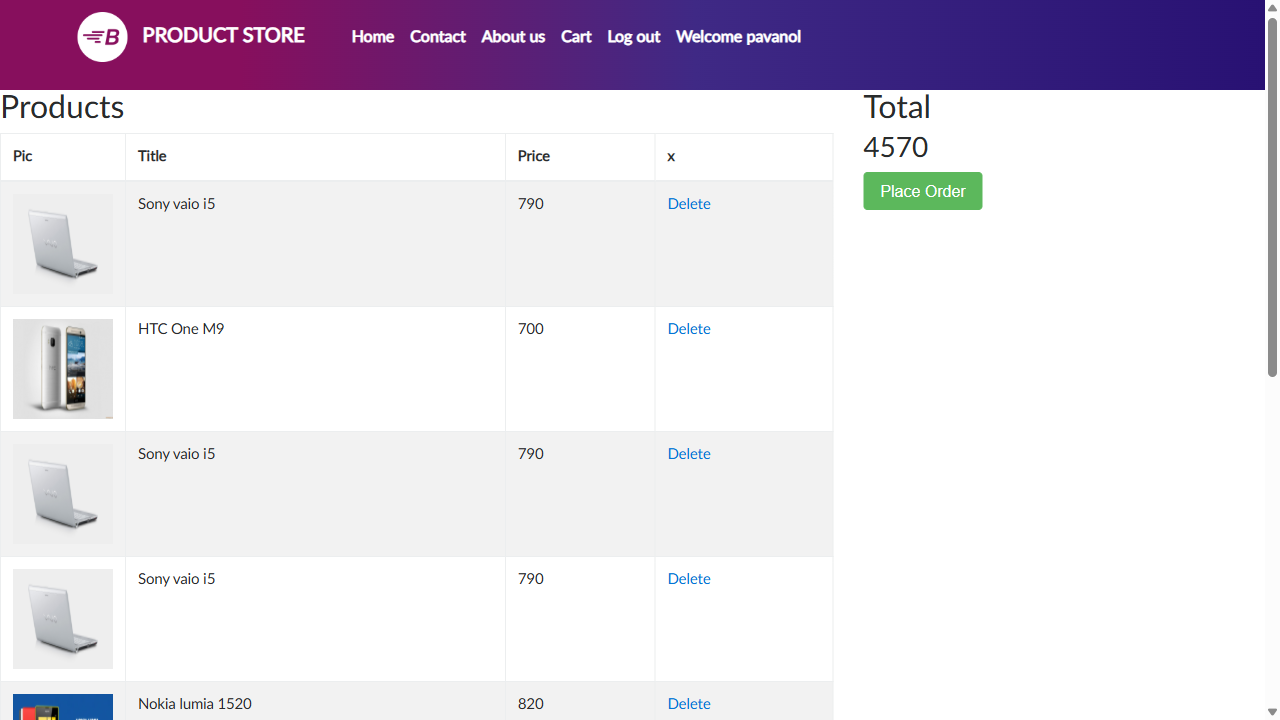 B PRODUCT STORE Home Contact About us Cart Log out Welcome pavanol
Products
Total
4570
Place Order
Pic Title Price x
Sony vaio i5 790 Delete
HTC One M9 700 Delete
Sony vaio i5 790 Delete
Sony vaio i5 790 Delete
Nokia lumia 1520 820 Delete